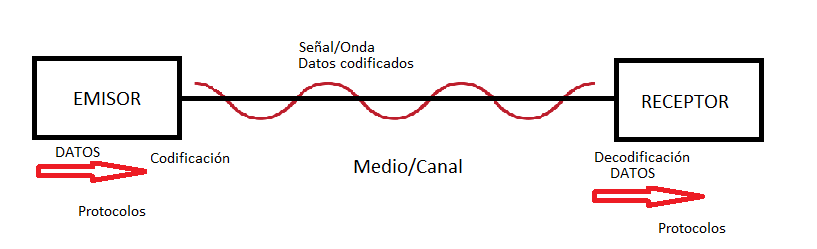 Señal/Onda
Datos codificados
EMISOR
RECEPTOR
DATOS
Codificación
Medio/Canal
Decodificación
DATOS
Protocolos
Protocolos